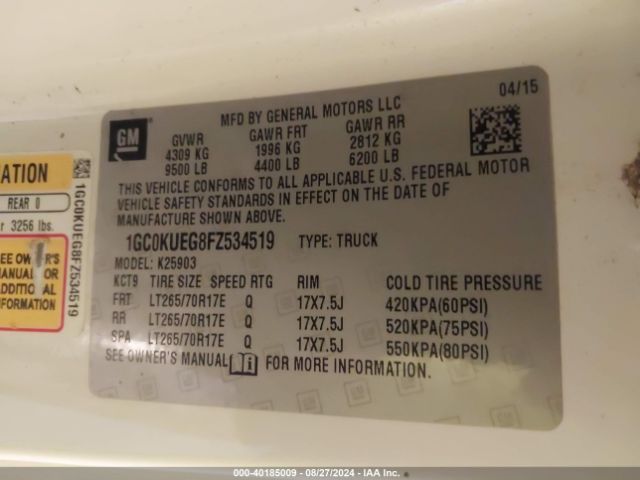 04/15
MFD BY GENERAL MOTORS LLC
GM
GVWR GAWR FRT GAWR RR
4309 KG 1996 KG 2812 KG
9500 LB 4400 LB 6200 LB
THIS VEHICLE CONFORMS TO ALL APPLICABLE U.S. FEDERAL MOTOR
VEHICLE SAFETY STANDARDS IN EFFECT ON THE DATE OF
MANUFACTURE SHOWN ABOVE.
1GC0KUEG8FZ534519 TYPE: TRUCK
MODEL: K25903
KCT9 TIRE SIZE SPEED RTG RIM COLD TIRE PRESSURE
FRT LT265/70R17E Q 17X7.5J 420KPA(60PSI)
RR LT265/70R17E Q 17X7.5J 520KPA(75PSI)
SPA LT265/70R17E Q 17X7.5J 550KPA(80PSI)
SEE OWNER'S MANUAL FOR MORE INFORMATION.
ATION
REAR 0
r 3256 lbs.
SEE OWNER'S
MANUAL FOR
ADDITIONAL
INFORMATION
1GC0KUEG8FZ534519
000-40185009 - 08/27/2024 - IAA Inc.